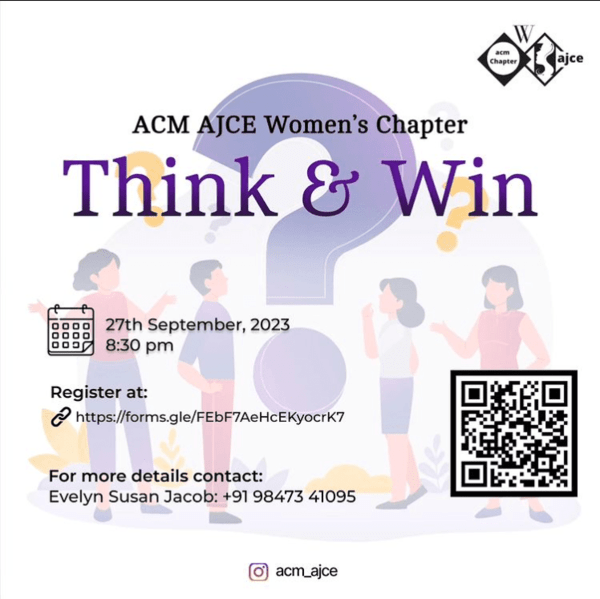 W
acm
Chapter
ajce
ACM AJCE Women's Chapter
Think & Win
27th September, 2023
8:30 pm
Register at:
https://forms.gle/FEbF7AeHcEKyocrK7
For more details contact:
Evelyn Susan Jacob: +91 98473 41095
acm_ajce